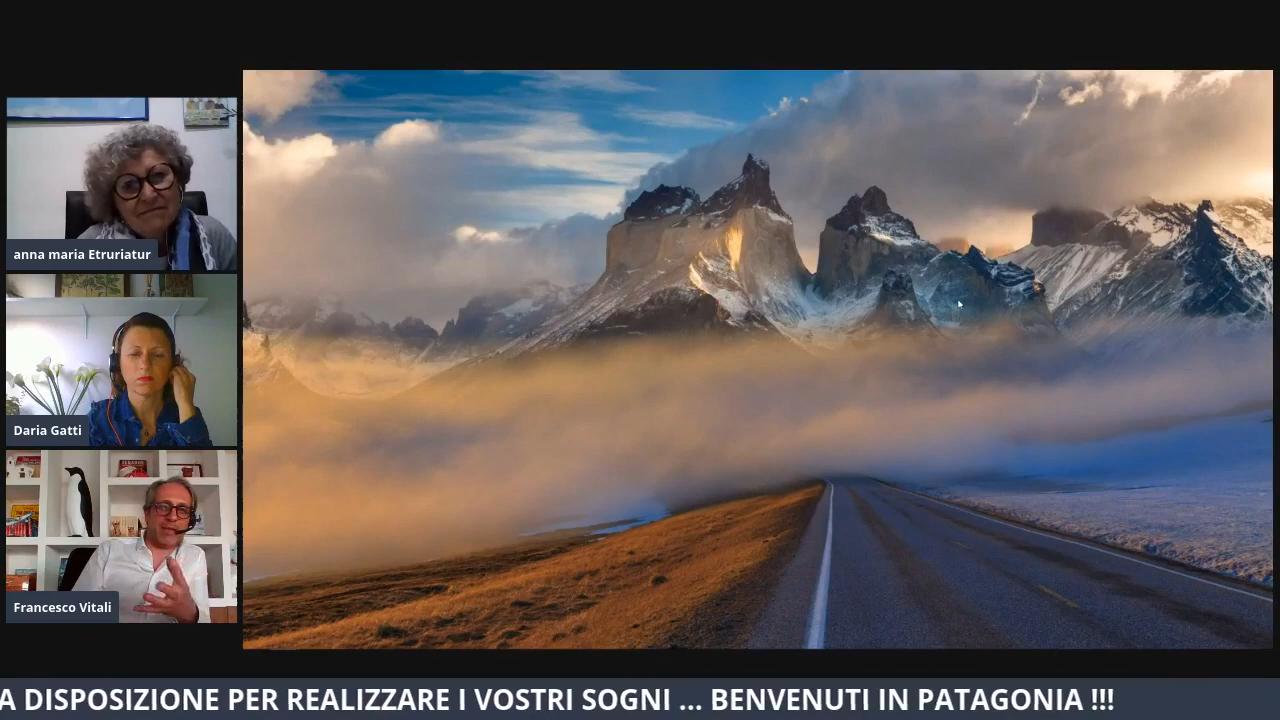 anna maria Etruriatur
Daria Gatti
Francesco Vitali
A DISPOSIZIONE PER REALIZZARE I VOSTRI SOGNI ... BENVENUTI IN PATAGONIA !!!